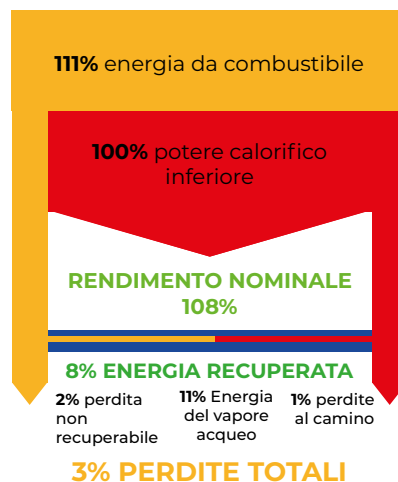 111% energia da combustibile
100% potere calorifico
inferiore
RENDIMENTO NOMINALE
108%
8% ENERGIA RECUPERATA
2% perdita
non
recuperabile
11% Energia
del vapore
acqueo
1% perdite
al camino
3% PERDITE TOTALI